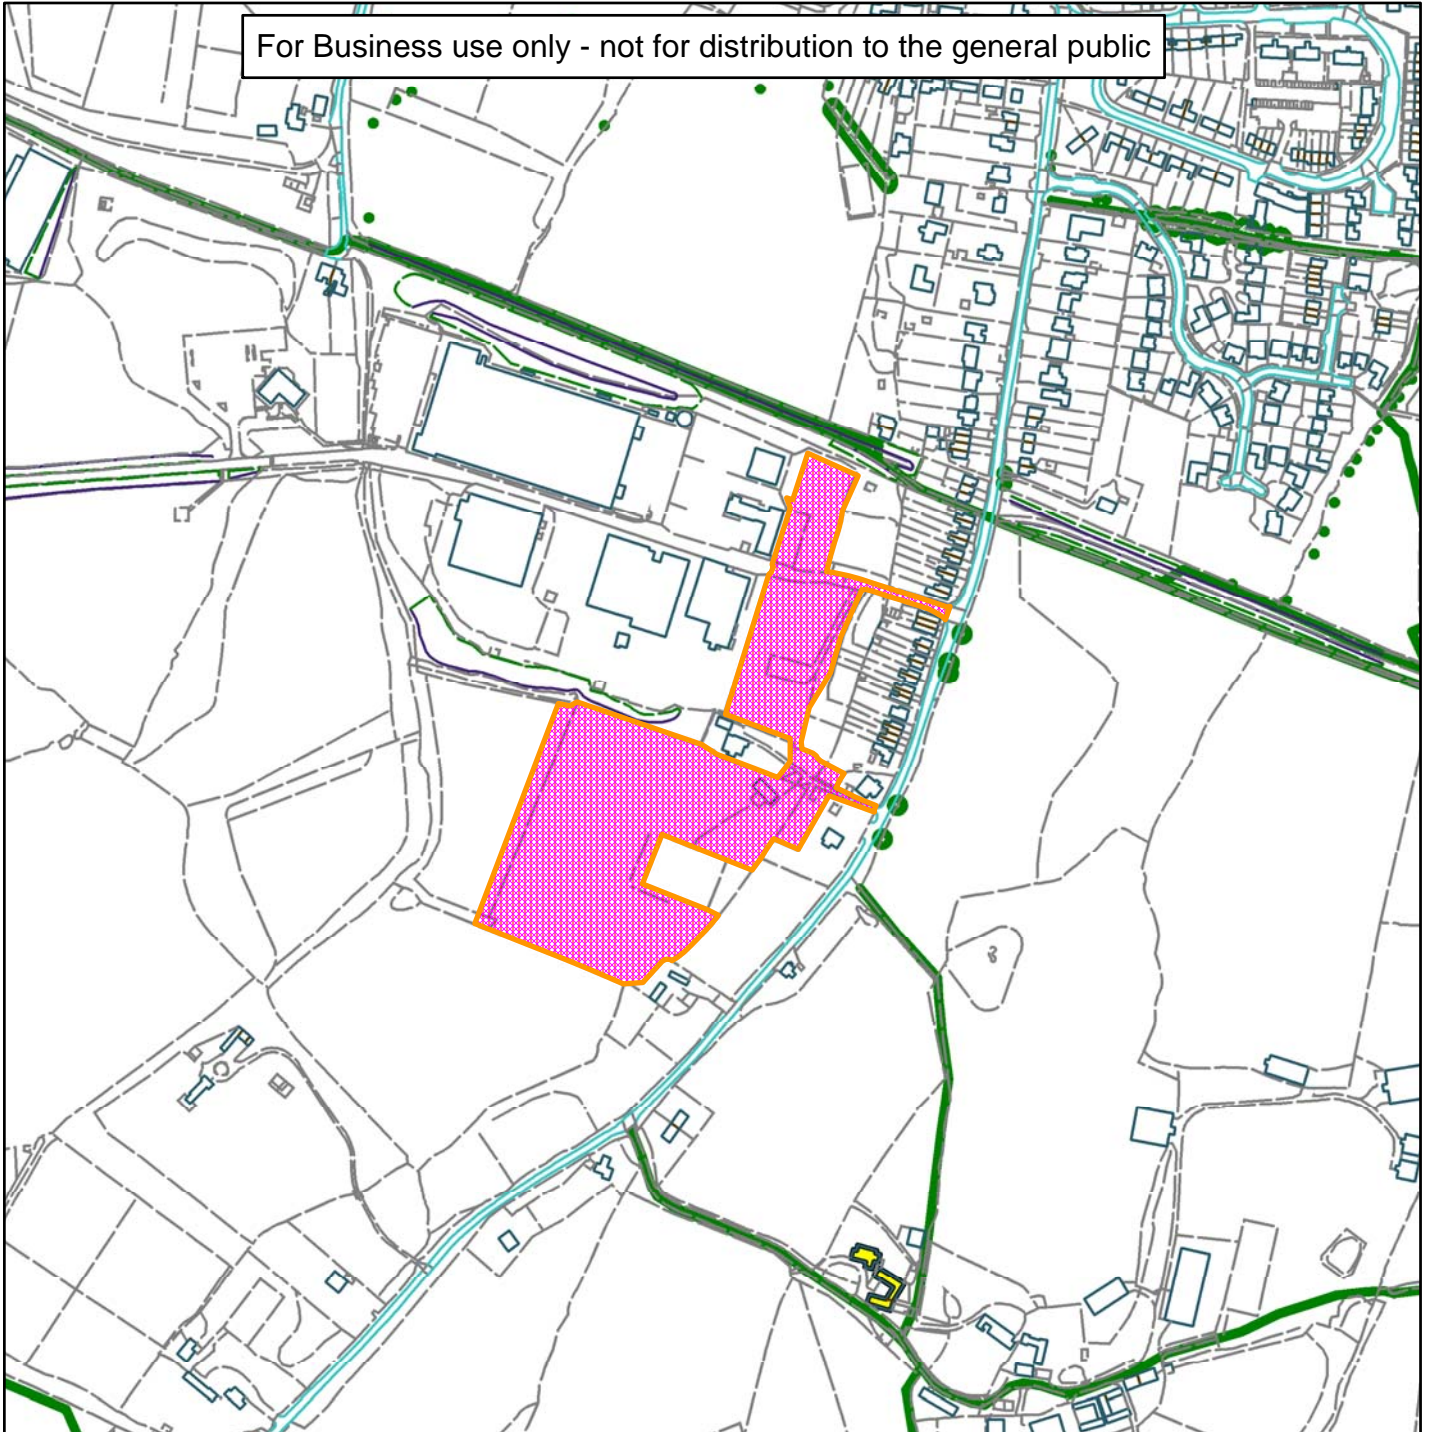 For Business use only - not for distribution to the general public